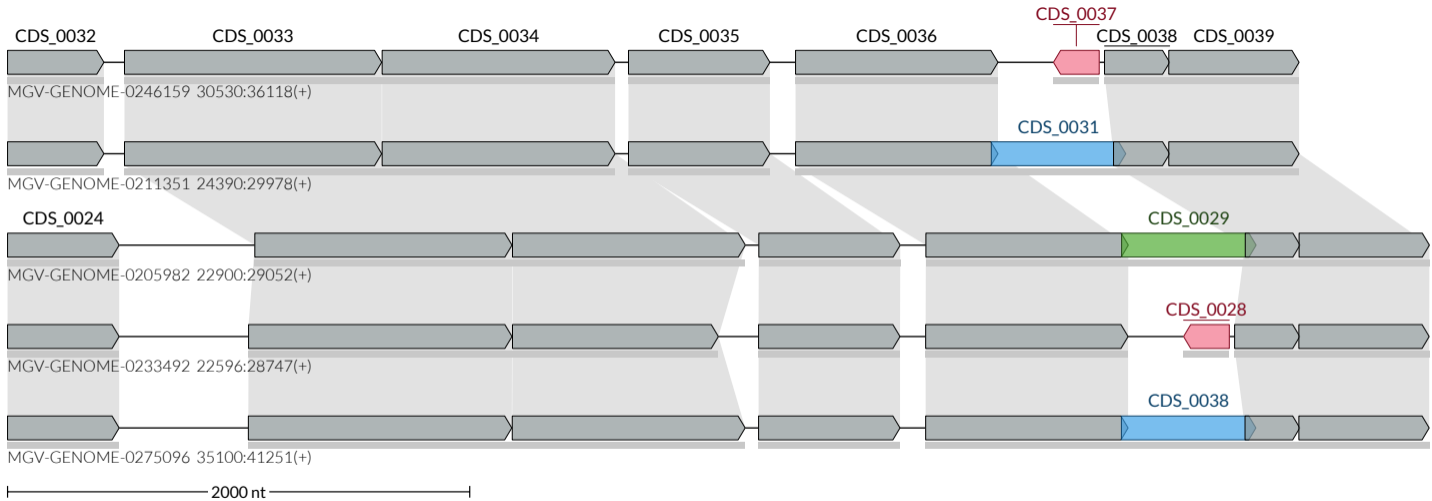 CDS_0037
CDS_0032 CDS_0033 CDS_0034 CDS_0035 CDS_0036 CDS_0038 CDS_0039
MGV-GENOME-0246159 30530:36118(+)
CDS_0031
MGV-GENOME-0211351 24390:29978(+)
CDS_0024 CDS_0029
MGV-GENOME-0205982 22900:29052(+)
CDS_0028
MGV-GENOME-0233492 22596:28747(+)
CDS_0038
MGV-GENOME-0275096 35100:41251(+)
2000 nt